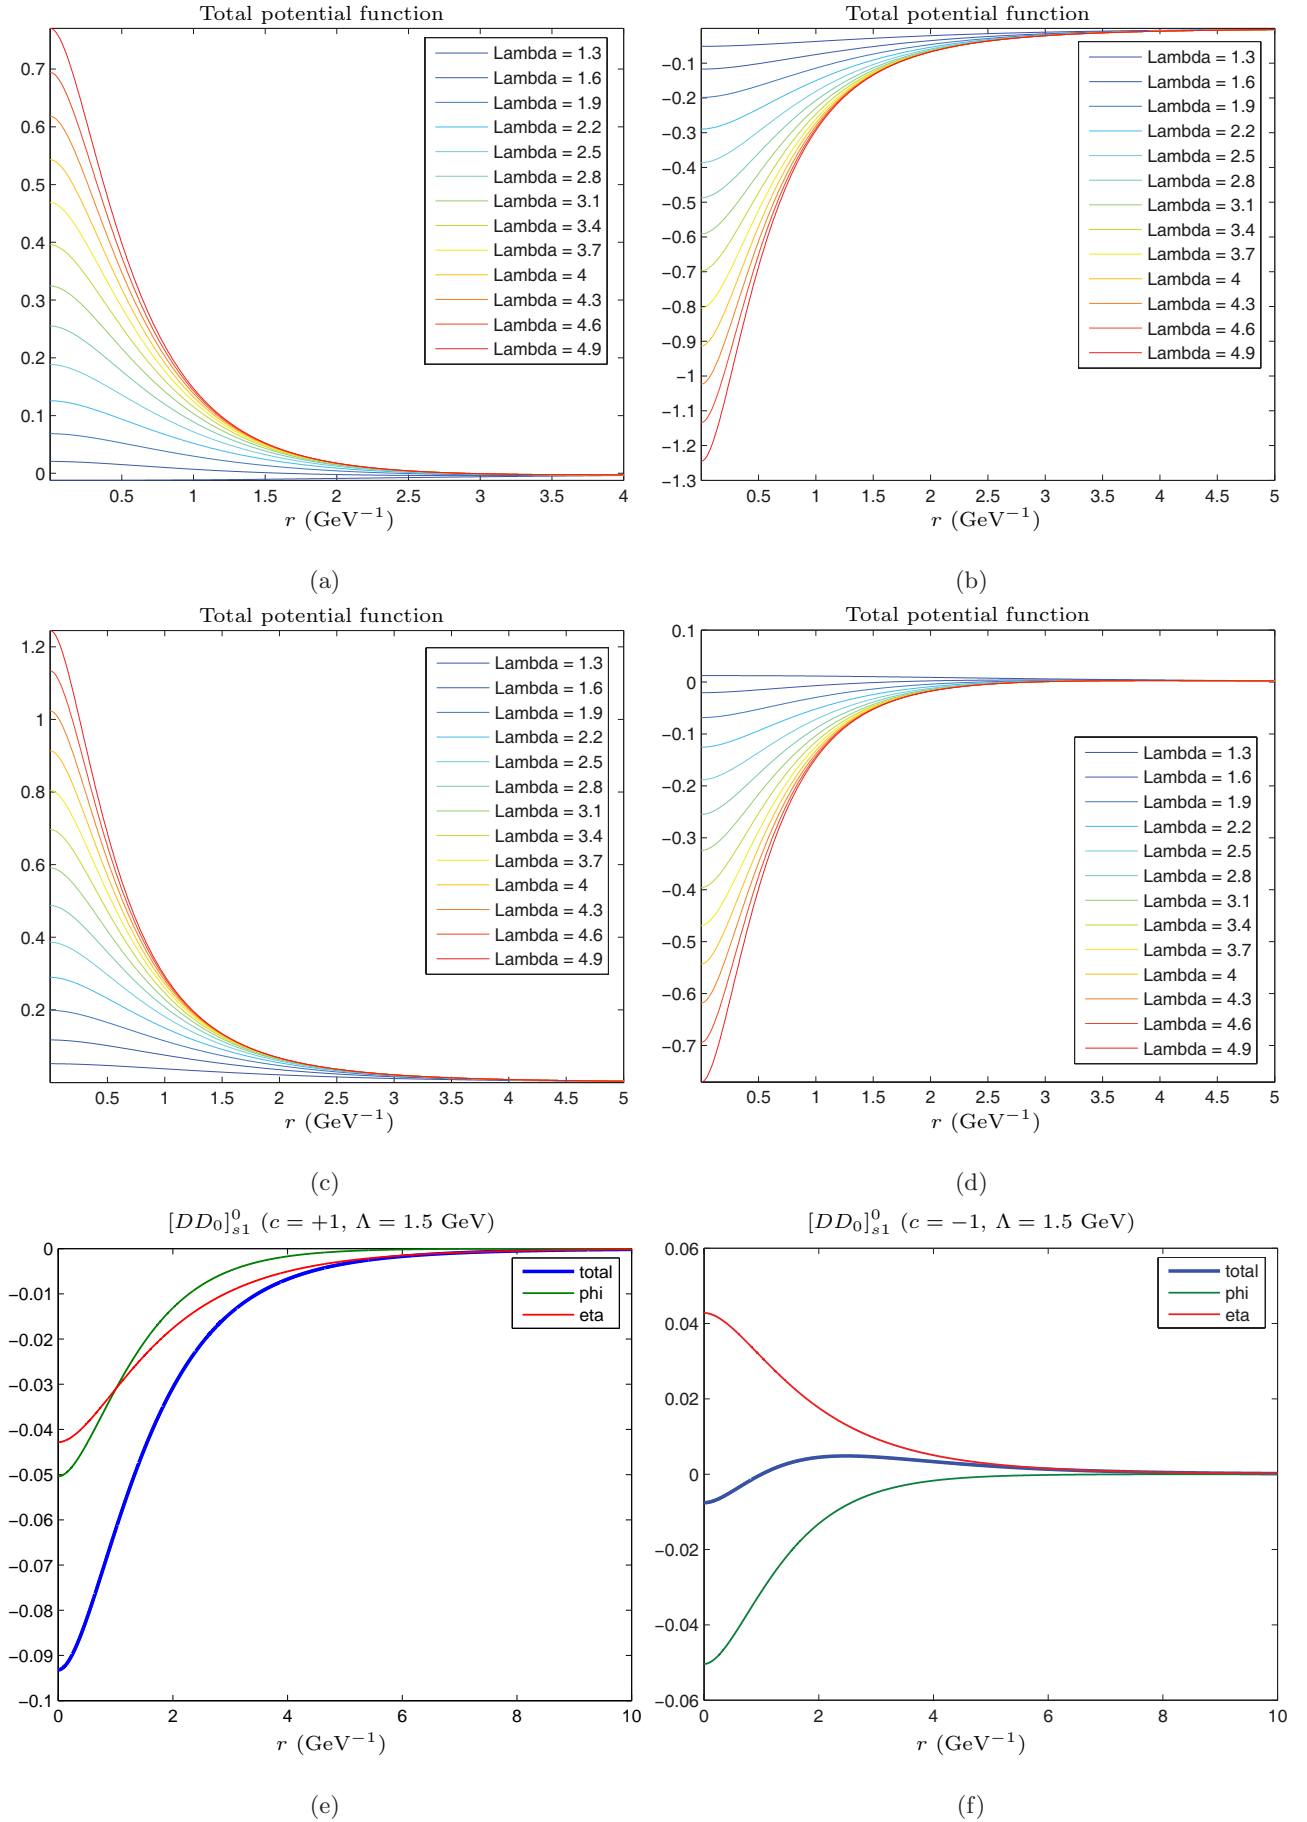 Total potential function
0.7
0.6
0.5
0.4
0.3
0.2
0.1
0
Lambda = 1.3
Lambda = 1.6
Lambda = 1.9
Lambda = 2.2
Lambda = 2.5
Lambda = 2.8
Lambda = 3.1
Lambda = 3.4
Lambda = 3.7
Lambda = 4
Lambda = 4.3
Lambda = 4.6
Lambda = 4.9
0.5 1 1.5 2 2.5 3 3.5 4
r (GeV⁻¹)
(a)
Total potential function
−0.1
−0.2
−0.3
−0.4
−0.5
−0.6
−0.7
−0.8
−0.9
−1
−1.1
−1.2
−1.3
Lambda = 1.3
Lambda = 1.6
Lambda = 1.9
Lambda = 2.2
Lambda = 2.5
Lambda = 2.8
Lambda = 3.1
Lambda = 3.4
Lambda = 3.7
Lambda = 4
Lambda = 4.3
Lambda = 4.6
Lambda = 4.9
0.5 1 1.5 2 2.5 3 3.5 4 4.5 5
r (GeV⁻¹)
(b)
Total potential function
1.2
1
0.8
0.6
0.4
0.2
Lambda = 1.3
Lambda = 1.6
Lambda = 1.9
Lambda = 2.2
Lambda = 2.5
Lambda = 2.8
Lambda = 3.1
Lambda = 3.4
Lambda = 3.7
Lambda = 4
Lambda = 4.3
Lambda = 4.6
Lambda = 4.9
0.5 1 1.5 2 2.5 3 3.5 4 4.5 5
r (GeV⁻¹)
(c)
Total potential function
0.1
0
−0.1
−0.2
−0.3
−0.4
−0.5
−0.6
−0.7
Lambda = 1.3
Lambda = 1.6
Lambda = 1.9
Lambda = 2.2
Lambda = 2.5
Lambda = 2.8
Lambda = 3.1
Lambda = 3.4
Lambda = 3.7
Lambda = 4
Lambda = 4.3
Lambda = 4.6
Lambda = 4.9
0.5 1 1.5 2 2.5 3 3.5 4 4.5 5
r (GeV⁻¹)
(d)
[DD₀]⁰ₛ₁ (c = +1, Λ = 1.5 GeV)
0
−0.01
−0.02
−0.03
−0.04
−0.05
−0.06
−0.07
−0.08
−0.09
−0.1
total
phi
eta
0 2 4 6 8 10
r (GeV⁻¹)
(e)
[DD₀]⁰ₛ₁ (c = −1, Λ = 1.5 GeV)
0.06
0.04
0.02
0
−0.02
−0.04
−0.06
total
phi
eta
0 2 4 6 8 10
r (GeV⁻¹)
(f)